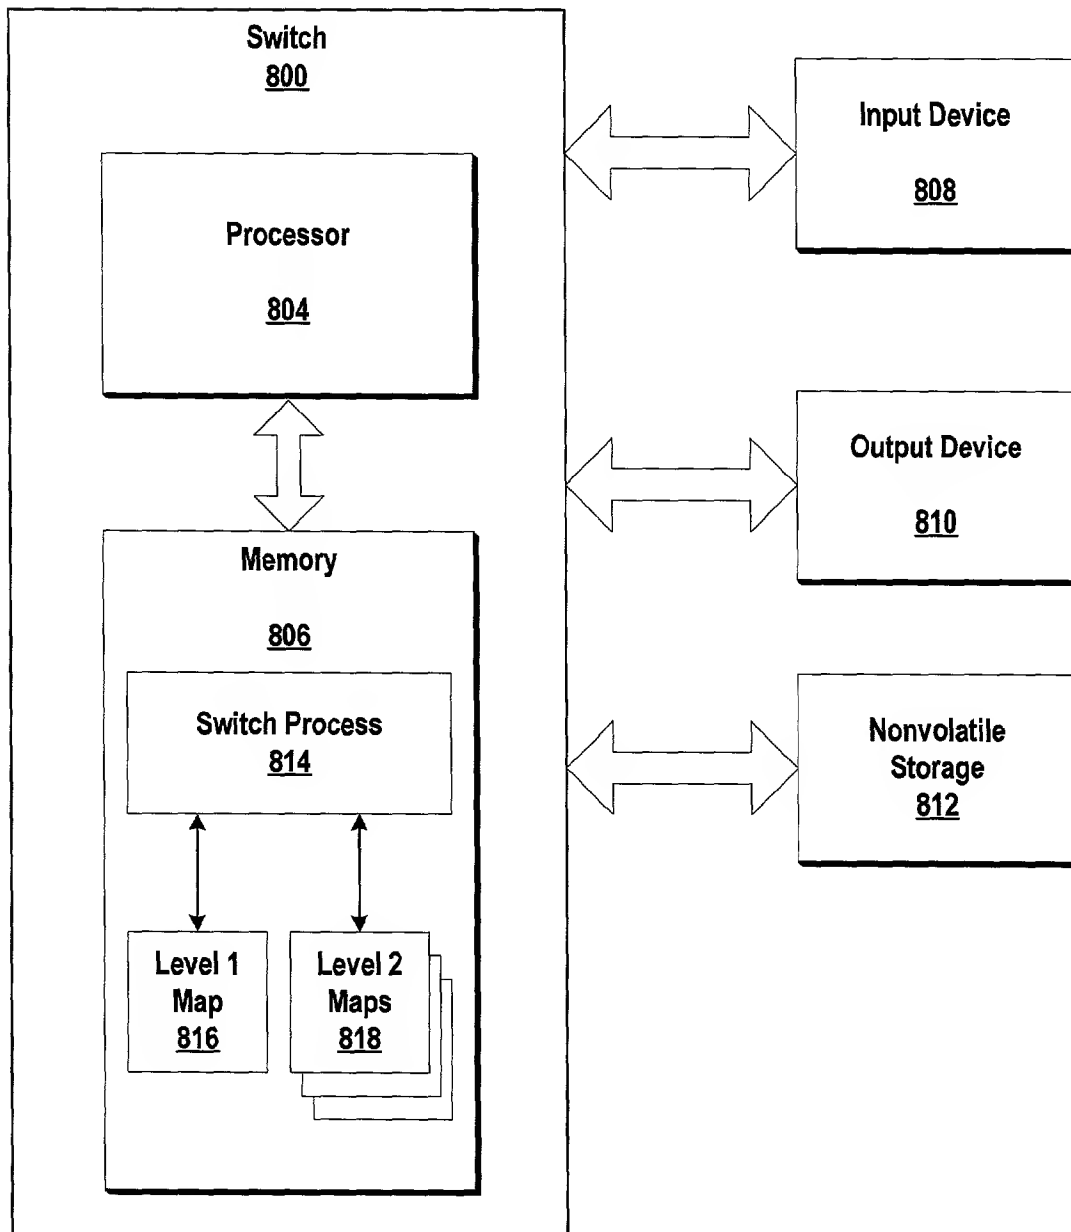 Switch
800
Processor
804
Memory
806
Switch Process
814
Level 1
Map
816
Level 2
Maps
818
Input Device
808
Output Device
810
Nonvolatile
Storage
812